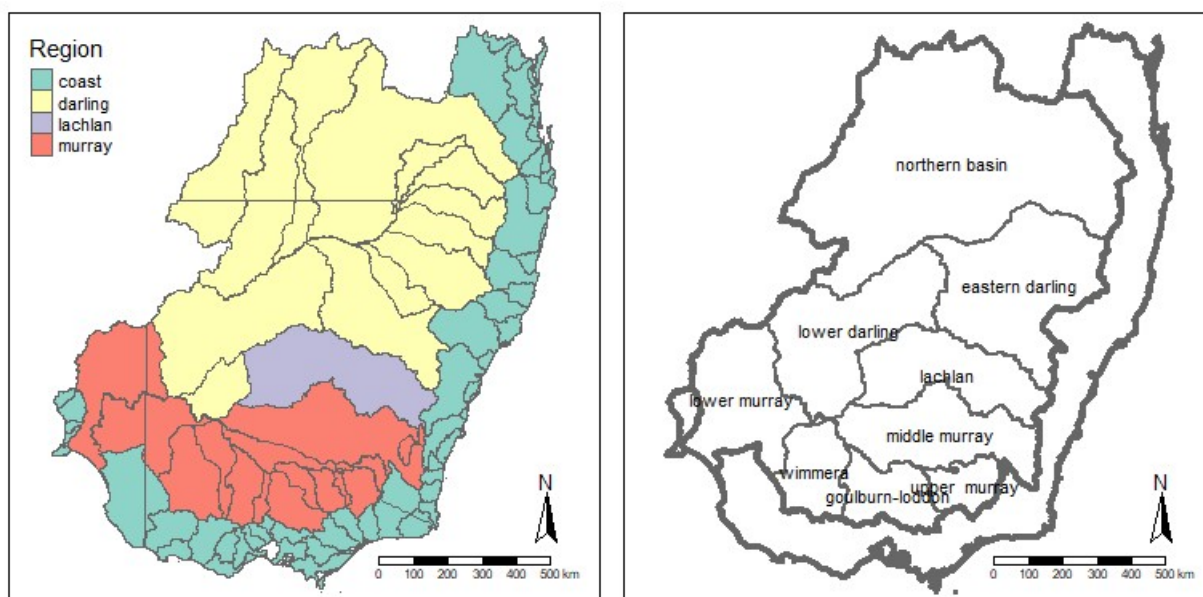 Region
coast
darling
lachlan
murray
N
0 100 200 300 400 500 km
northern basin
eastern darling
lower darling
lachlan
lower murray
middle murray
wimmera
upper murray
goulburn-loddon
N
0 100 200 300 400 500 km